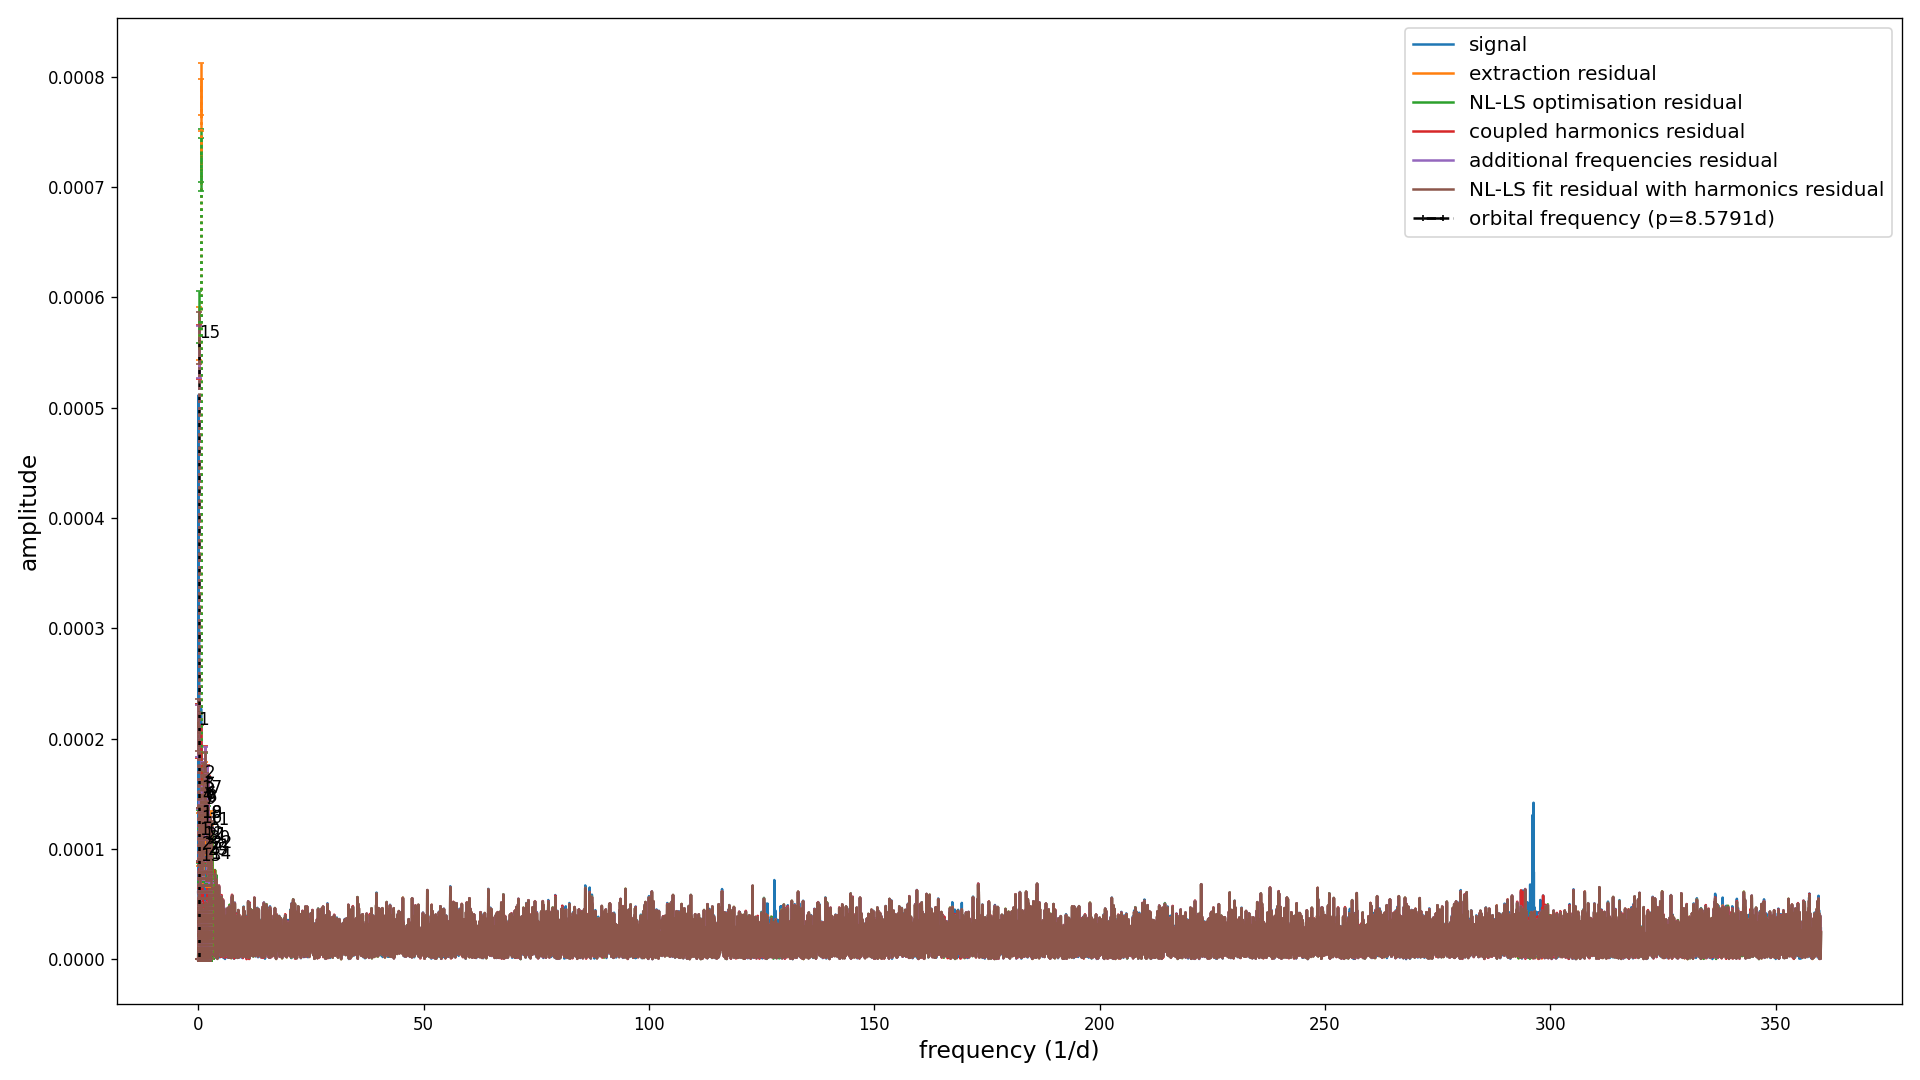 signal
extraction residual
NL-LS optimisation residual
coupled harmonics residual
additional frequencies residual
NL-LS fit residual with harmonics residual
orbital frequency (p=8.5791d)
amplitude
0.0008
0.0007
0.0006
0.0005
0.0004
0.0003
0.0002
0.0001
0.0000
15
1
2
0
50
100
150
200
250
300
350
frequency (1/d)